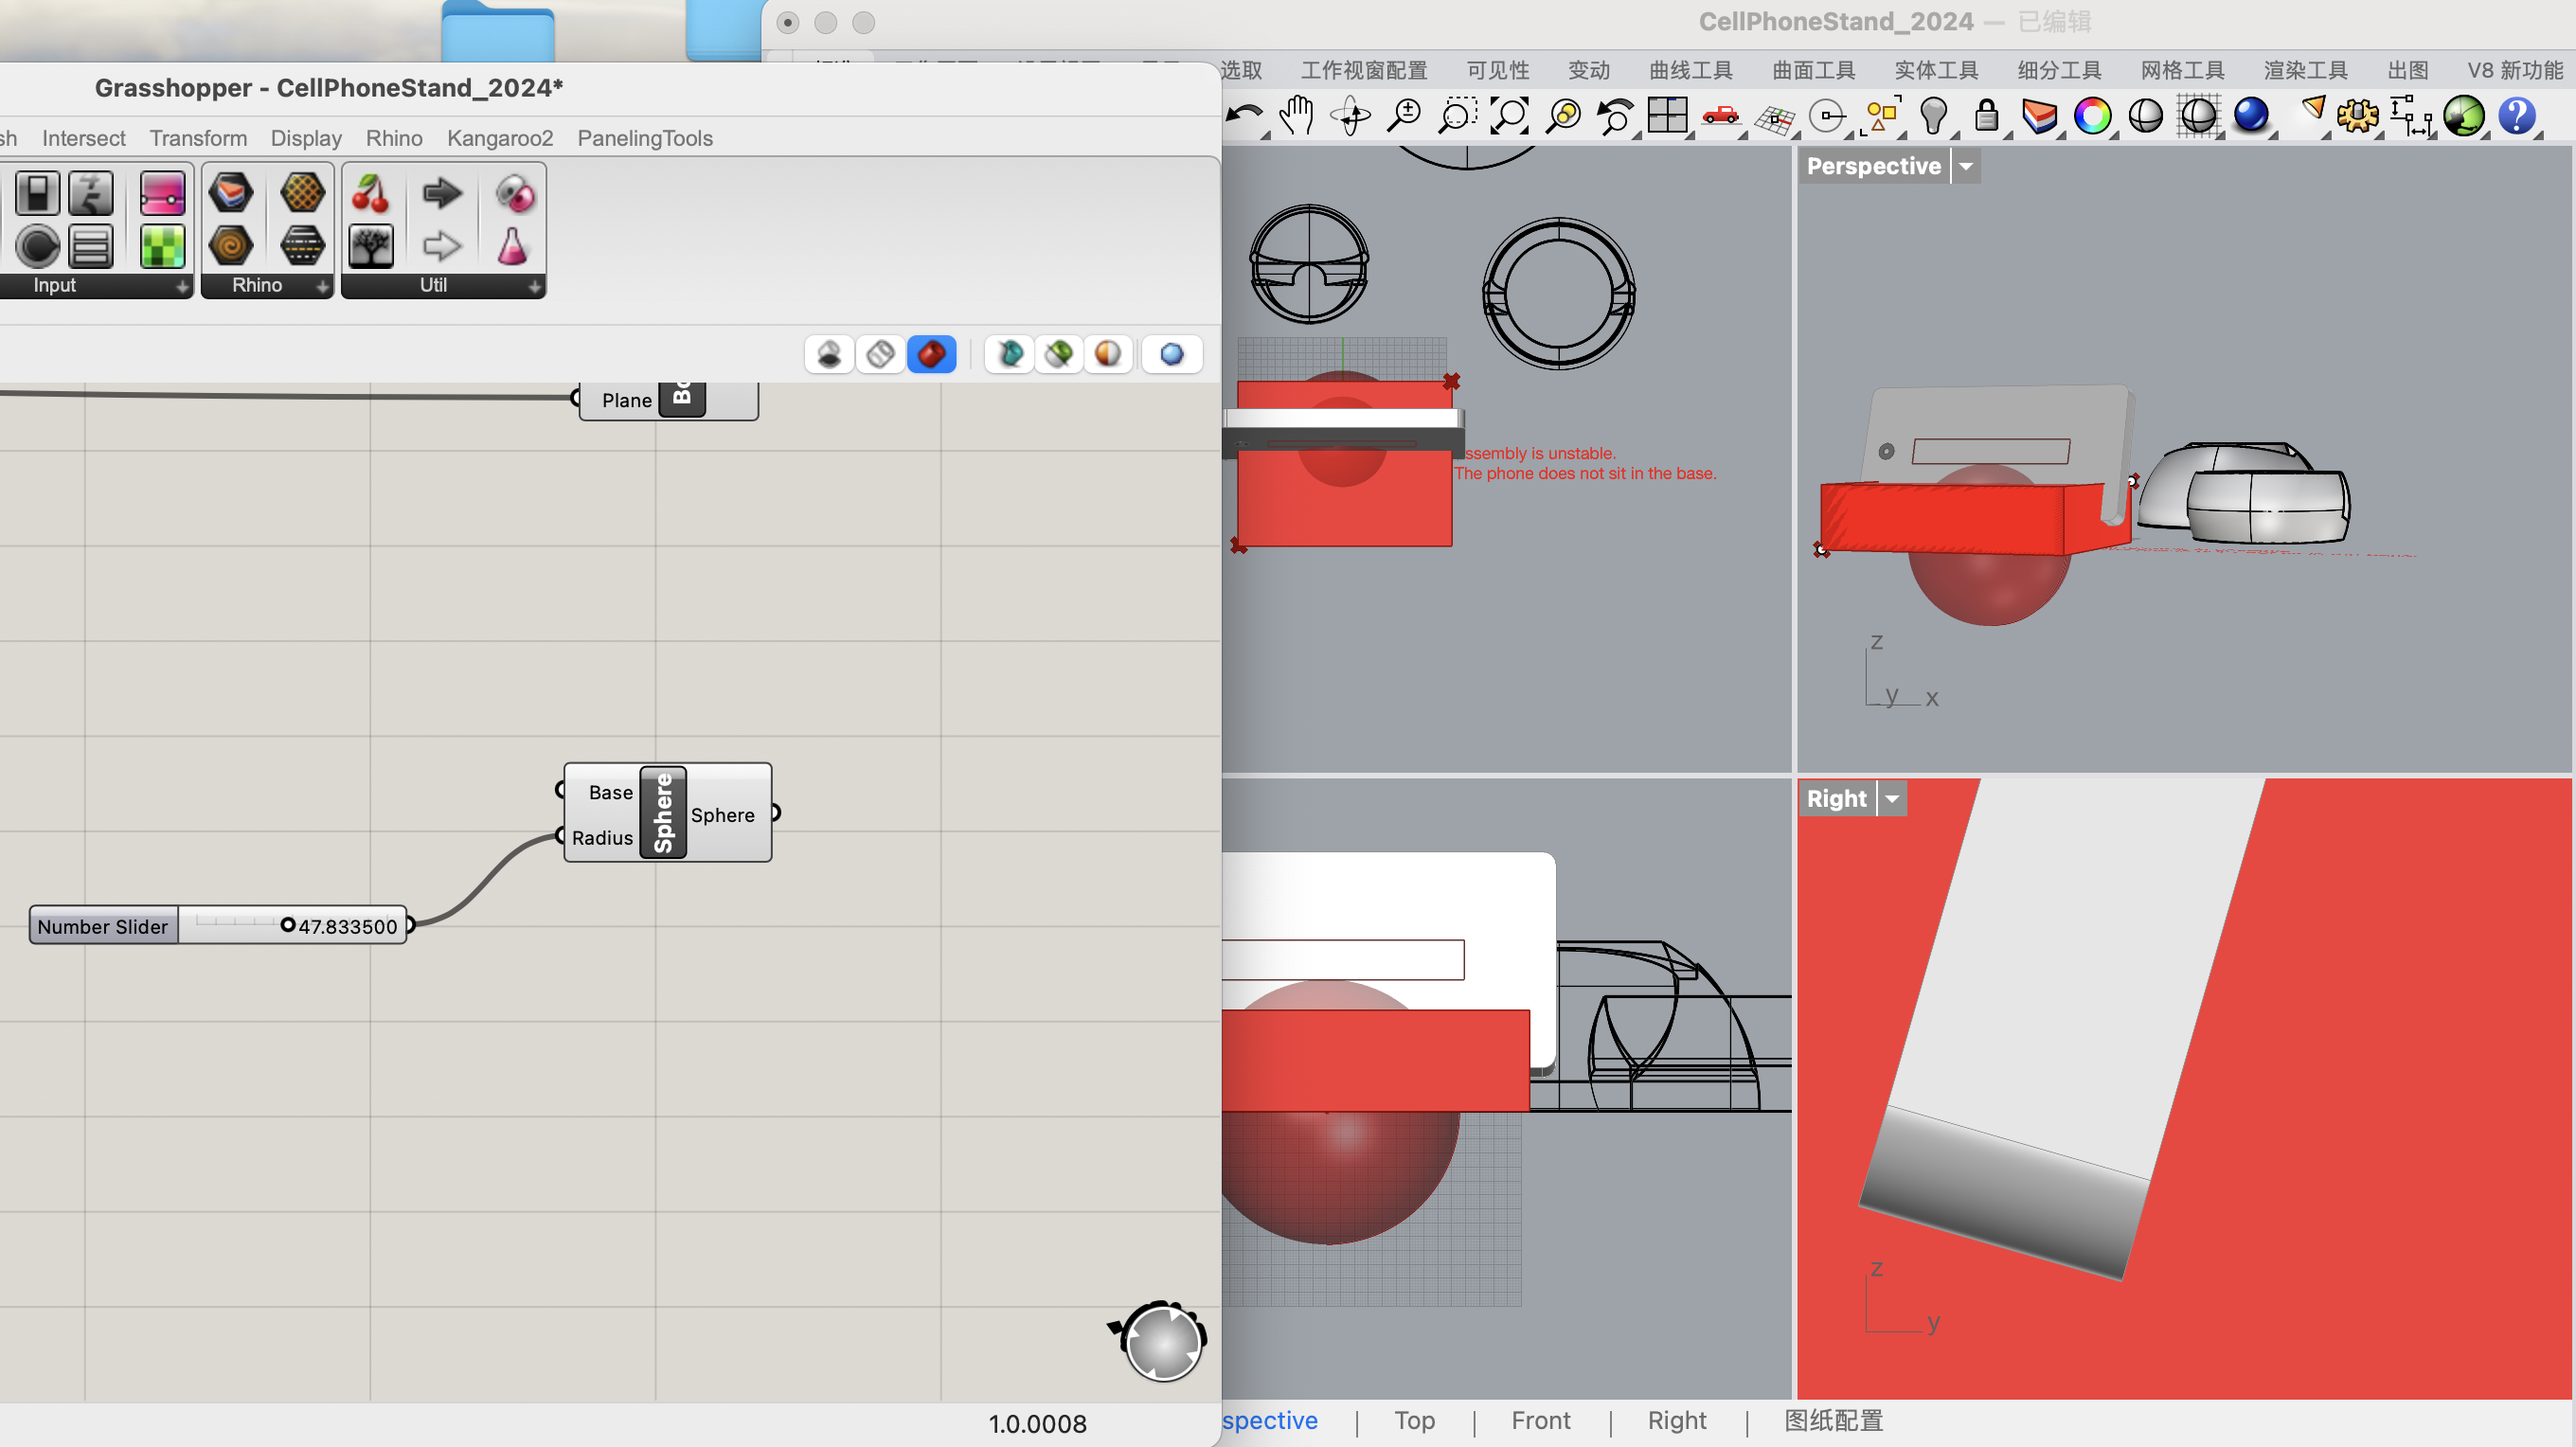 CellPhoneStand_2024 — 已编辑
选取 工作视窗配置 可见性 变动 曲线工具 曲面工具 实体工具 细分工具 网格工具 渲染工具 出图 V8 新功能
Grasshopper - CellPhoneStand_2024*
sh Intersect Transform Display Rhino Kangaroo2 PanelingTools
Input Rhino Util
Plane
Base
Sphere
Radius
Sphere
Number Slider 47.833500
1.0.0008
ssembly is unstable.
The phone does not sit in the base.
Perspective
z
y x
Right
z
y
spective | Top | Front | Right | 图纸配置